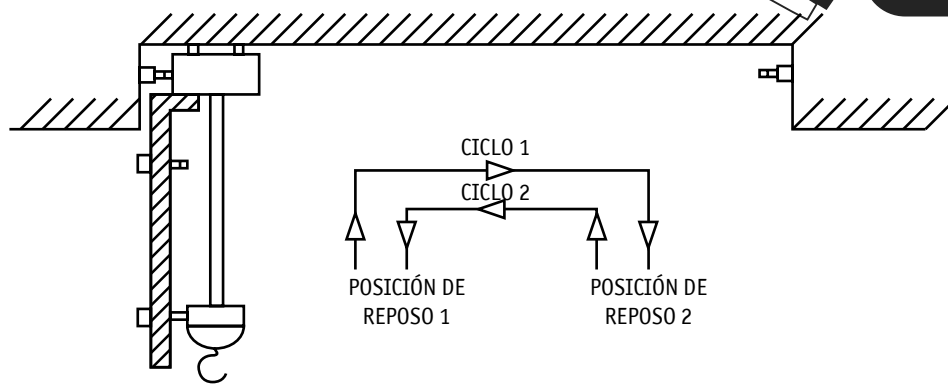 CICLO 1
CICLO 2
POSICIÓN DE
REPOSO 1
POSICIÓN DE
REPOSO 2